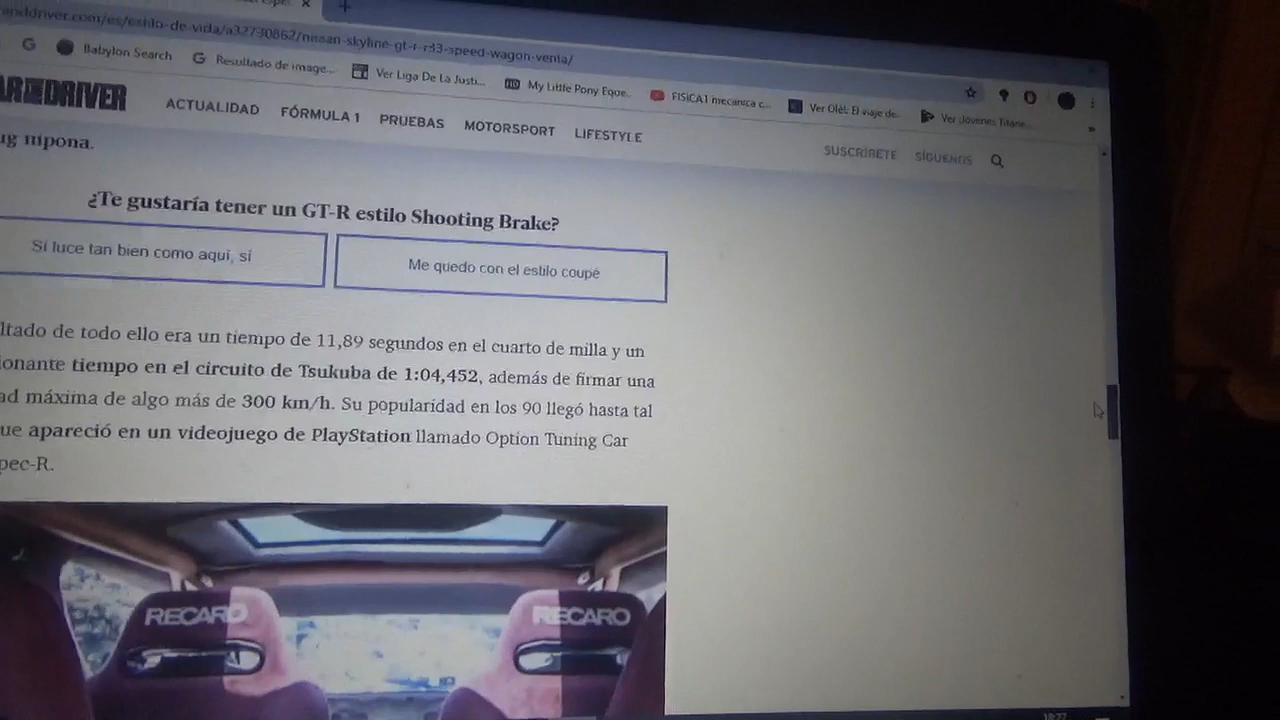 anddriver.com/es/estilo-de-vida/a32730862/nissan-skyline-gt-r-r33-speed-wagon-venta/
Babylon Search
Resultado de image...
Ver Liga De La Justi...
My Little Pony Eque...
FISICA1 mecanica c...
Ver Olé!: El viaje de...
Ver Jóvenes Titane...
AR DRIVER
ACTUALIDAD FÓRMULA 1 PRUEBAS MOTORSPORT LIFESTYLE
SUSCRÍBETE SÍGUENOS
ug nipona.
¿Te gustaría tener un GT-R estilo Shooting Brake?
Si luce tan bien como aquí, sí
Me quedo con el estilo coupé
ltado de todo ello era un tiempo de 11,89 segundos en el cuarto de milla y un
ionante tiempo en el circuito de Tsukuba de 1:04,452, además de firmar una
ad máxima de algo más de 300 km/h. Su popularidad en los 90 llegó hasta tal
ue apareció en un videojuego de PlayStation llamado Option Tuning Car
pec-R.
RECARO
RECARO